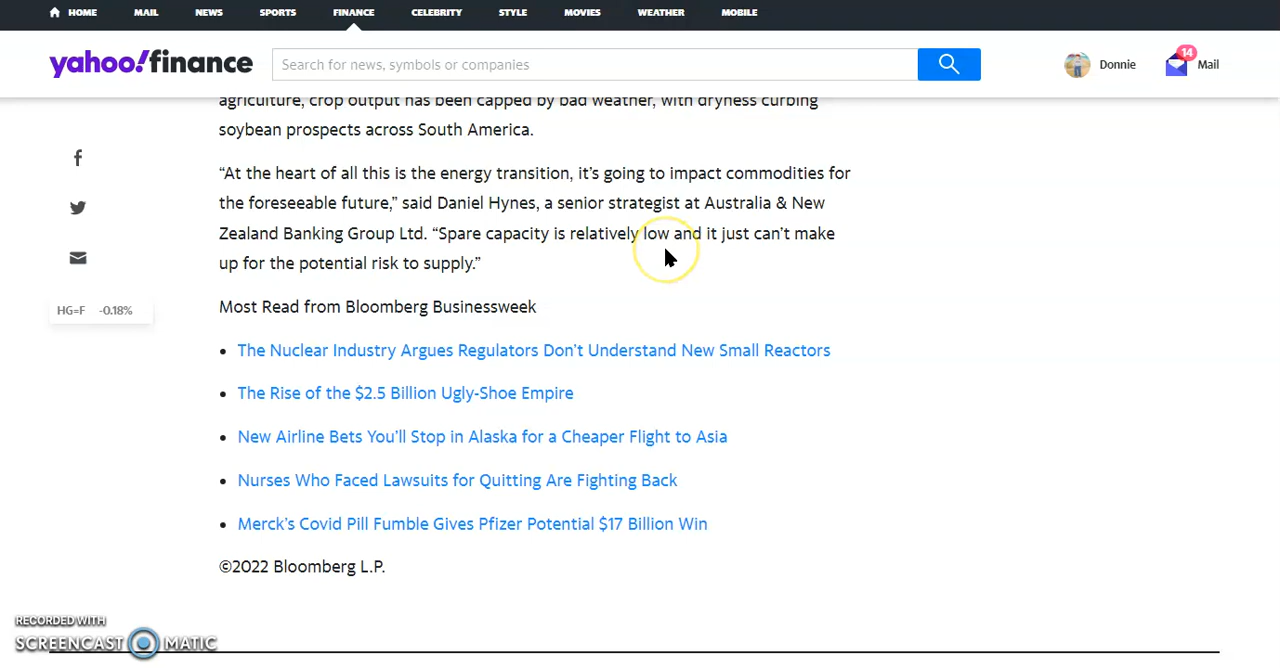 HOME MAIL NEWS SPORTS FINANCE CELEBRITY STYLE MOVIES WEATHER MOBILE
yahoo!finance Search for news, symbols or companies Donnie 14 Mail
agriculture, crop output has been capped by bad weather, with dryness curbing
soybean prospects across South America.
“At the heart of all this is the energy transition, it’s going to impact commodities for
the foreseeable future,” said Daniel Hynes, a senior strategist at Australia & New
Zealand Banking Group Ltd. “Spare capacity is relatively low and it just can’t make
up for the potential risk to supply.”
HG=F -0.18%
Most Read from Bloomberg Businessweek
• The Nuclear Industry Argues Regulators Don’t Understand New Small Reactors
• The Rise of the $2.5 Billion Ugly-Shoe Empire
• New Airline Bets You’ll Stop in Alaska for a Cheaper Flight to Asia
• Nurses Who Faced Lawsuits for Quitting Are Fighting Back
• Merck’s Covid Pill Fumble Gives Pfizer Potential $17 Billion Win
©2022 Bloomberg L.P.
RECORDED WITH
SCREENCAST MATIC